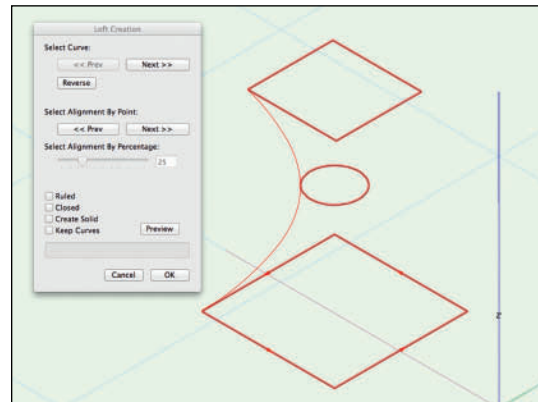 Loft Creation
Select Curve:
<< Prev Next >>
Reverse
Select Alignment By Point:
<< Prev Next >>
Select Alignment By Percentage:
25
Ruled
Closed
Create Solid
Keep Curves Preview
Cancel OK